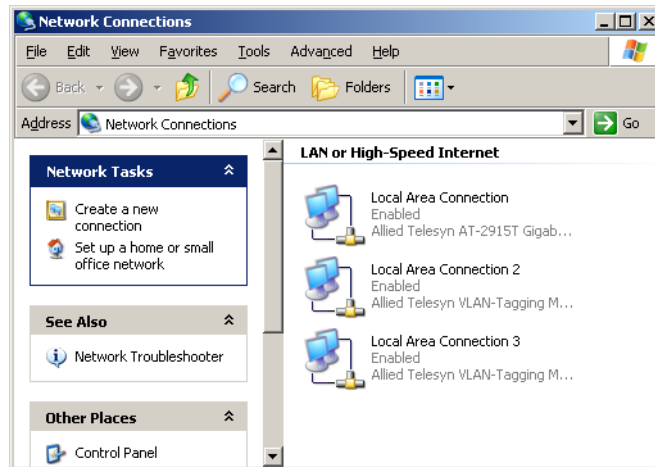 Network Connections
File Edit View Favorites Tools Advanced Help
Back Search Folders
Address Network Connections Go
Network Tasks
Create a new
connection
Set up a home or small
office network
See Also
Network Troubleshooter
Other Places
Control Panel
LAN or High-Speed Internet
Local Area Connection
Enabled
Allied Telesyn AT-2915T Gigab...
Local Area Connection 2
Enabled
Allied Telesyn VLAN-Tagging M...
Local Area Connection 3
Enabled
Allied Telesyn VLAN-Tagging M...